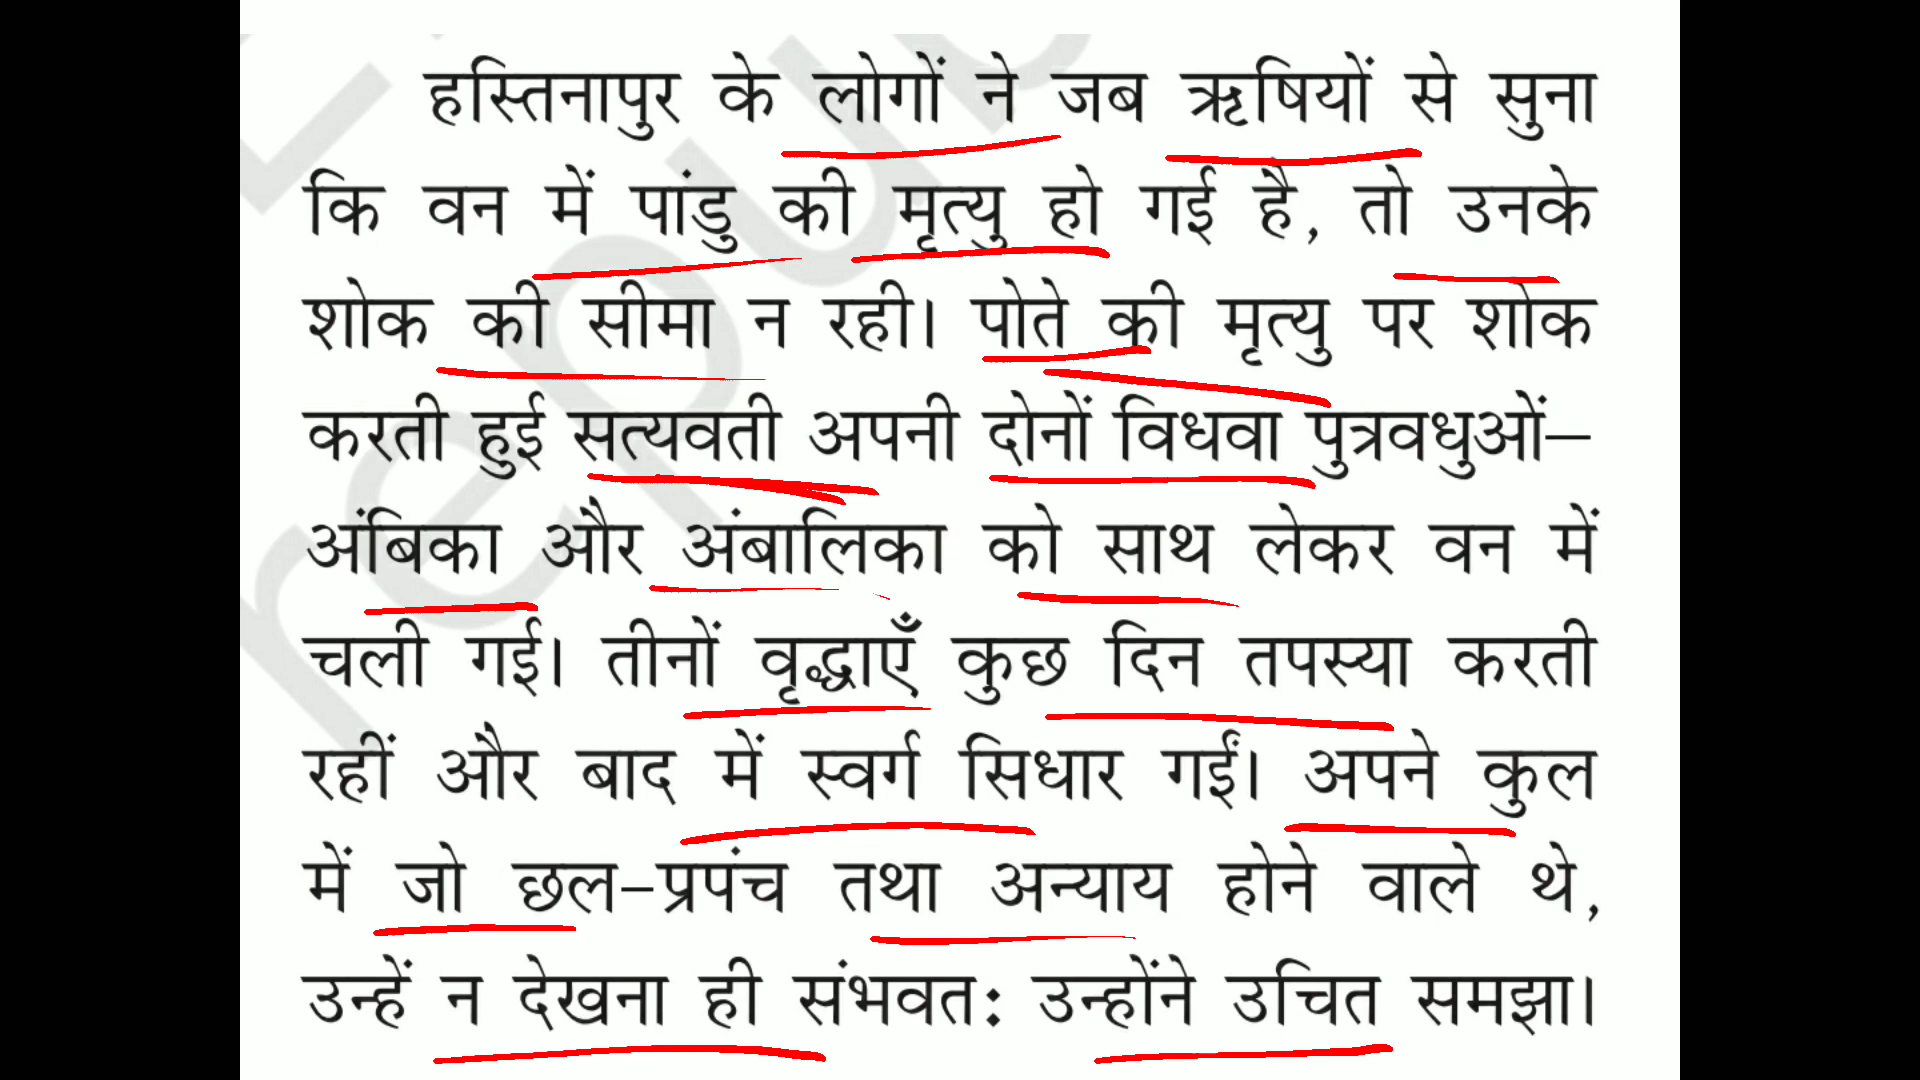 हस्तिनापुर के लोगों ने जब ऋषियों से सुना
कि वन में पांडु की मृत्यु हो गई है, तो उनके
शोक की सीमा न रही। पोते की मृत्यु पर शोक
करती हुई सत्यवती अपनी दोनों विधवा पुत्रवधुओं–
अंबिका और अंबालिका को साथ लेकर वन में
चली गई। तीनों वृद्धाएँ कुछ दिन तपस्या करती
रहीं और बाद में स्वर्ग सिधार गईं। अपने कुल
में जो छल–प्रपंच तथा अन्याय होने वाले थे,
उन्हें न देखना ही संभवतः उन्होंने उचित समझा।